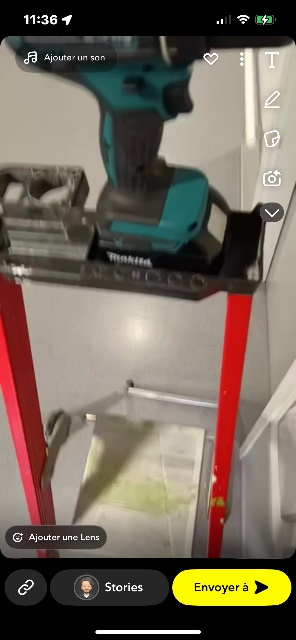 11:36
Ajouter un son
T
makita
Ajouter une Lens
Stories
Envoyer à